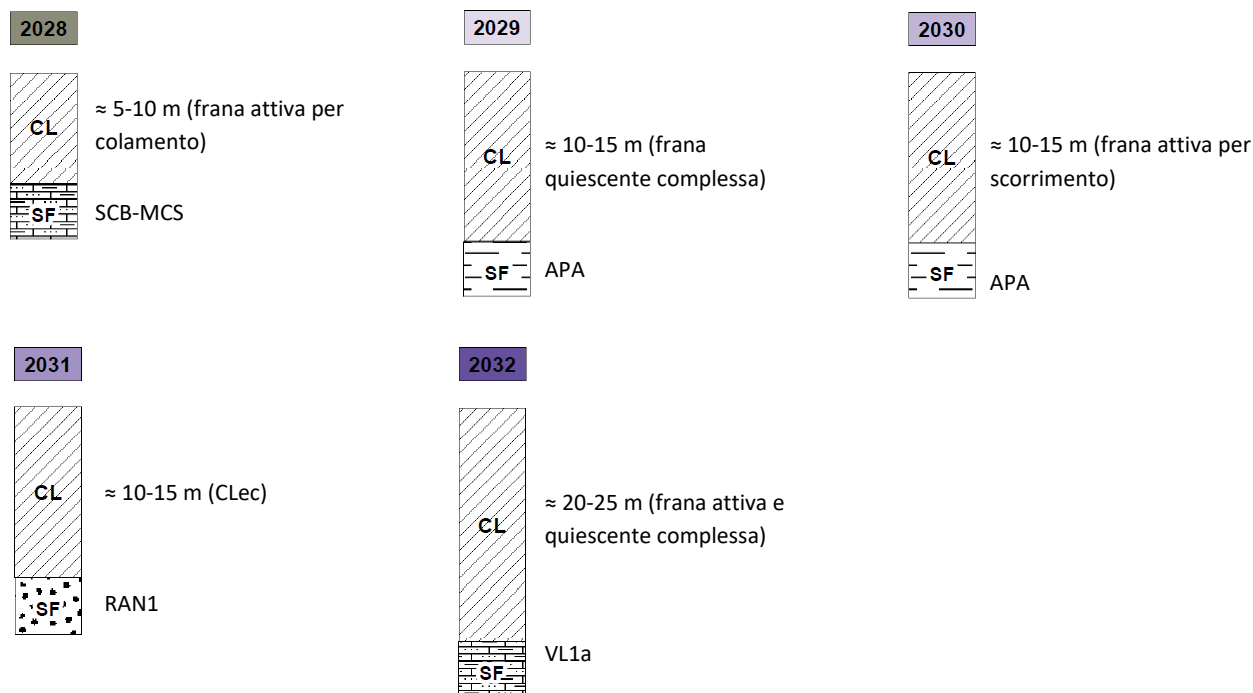 2028
CL
≈ 5-10 m (frana attiva per
colamento)
SF
SCB-MCS
2029
CL
≈ 10-15 m (frana
quiescente complessa)
SF
APA
2030
CL
≈ 10-15 m (frana attiva per
scorrimento)
SF
APA
2031
CL
≈ 10-15 m (CLec)
SF
RAN1
2032
CL
≈ 20-25 m (frana attiva e
quiescente complessa)
SF
VL1a